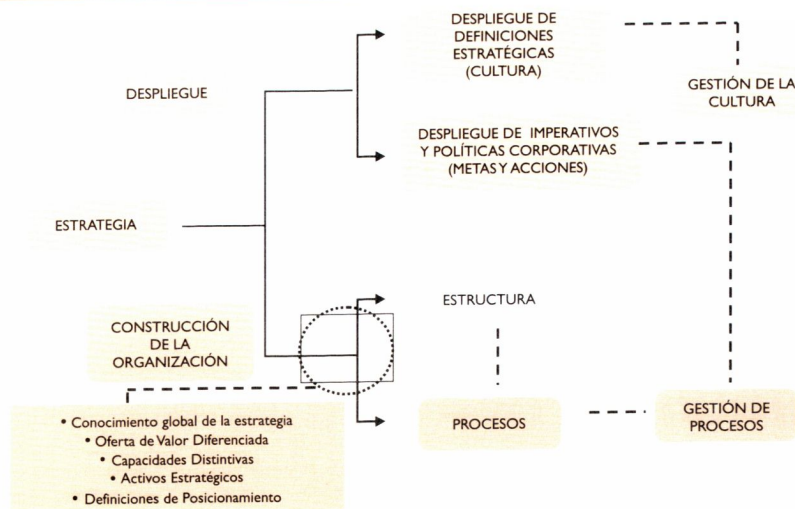 DESPLIEGUE DE
DEFINICIONES
ESTRATÉGICAS
(CULTURA)
DESPLIEGUE
GESTIÓN DE LA
CULTURA
DESPLIEGUE DE IMPERATIVOS
Y POLÍTICAS CORPORATIVAS
(METAS Y ACCIONES)
ESTRATEGIA
ESTRUCTURA
CONSTRUCCIÓN
DE LA
ORGANIZACIÓN
• Conocimiento global de la estrategia
• Oferta de Valor Diferenciada
• Capacidades Distintivas
• Activos Estratégicos
• Definiciones de Posicionamiento
PROCESOS
GESTIÓN DE
PROCESOS